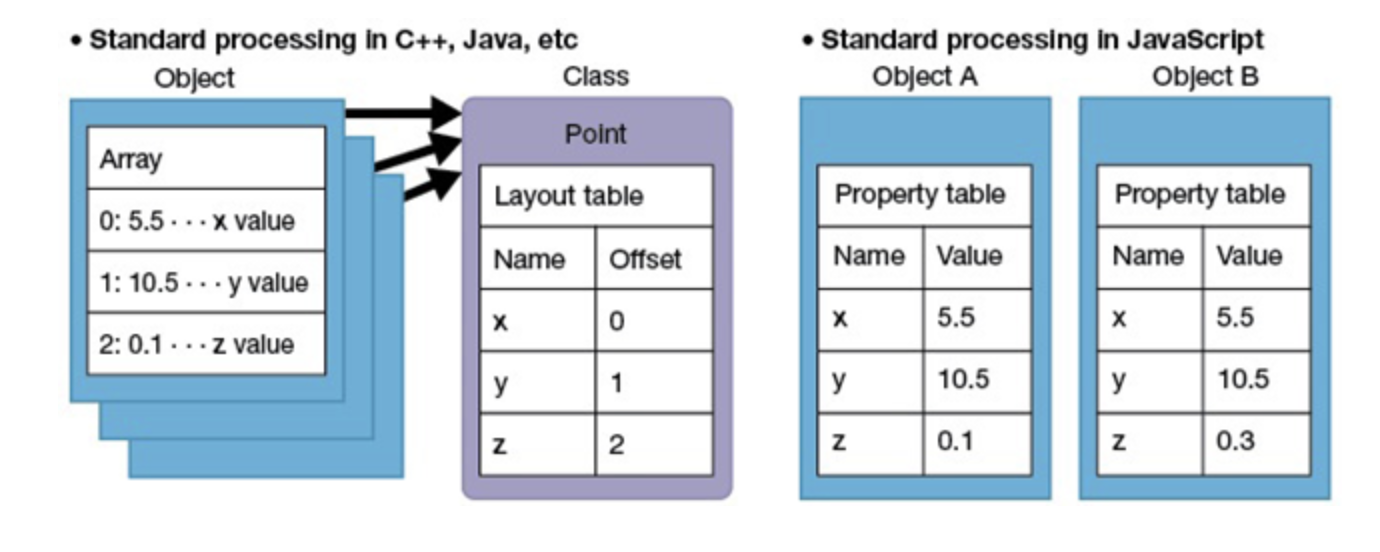 • Standard processing in C++, Java, etc
Object
Class
Array
0: 5.5 · · · x value
1: 10.5 · · · y value
2: 0.1 · · · z value
Point
Layout table
Name Offset
x 0
y 1
z 2
• Standard processing in JavaScript
Object A
Object B
Property table
Name Value
x 5.5
y 10.5
z 0.1
Property table
Name Value
x 5.5
y 10.5
z 0.3